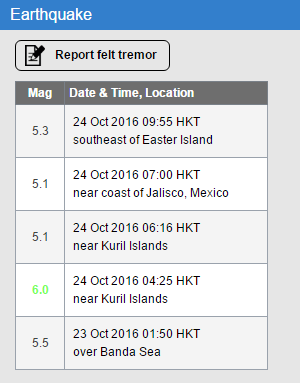 Earthquake
Report felt tremor
Mag Date & Time, Location
5.3 24 Oct 2016 09:55 HKT
southeast of Easter Island
5.1 24 Oct 2016 07:00 HKT
near coast of Jalisco, Mexico
5.1 24 Oct 2016 06:16 HKT
near Kuril Islands
6.0 24 Oct 2016 04:25 HKT
near Kuril Islands
5.5 23 Oct 2016 01:50 HKT
over Banda Sea